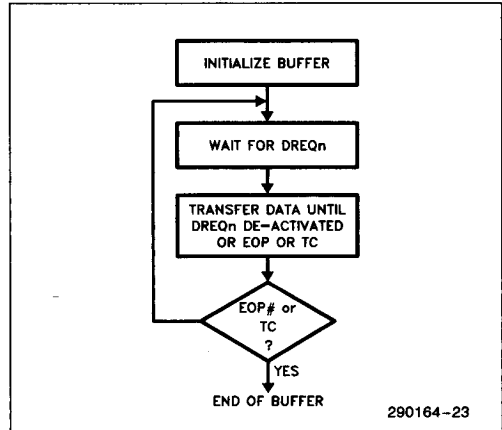 INITIALIZE BUFFER
WAIT FOR DREQn
TRANSFER DATA UNTIL
DREQn DE-ACTIVATED
OR EOP OR TC
EOP# or
TC
?
YES
END OF BUFFER
290164-23